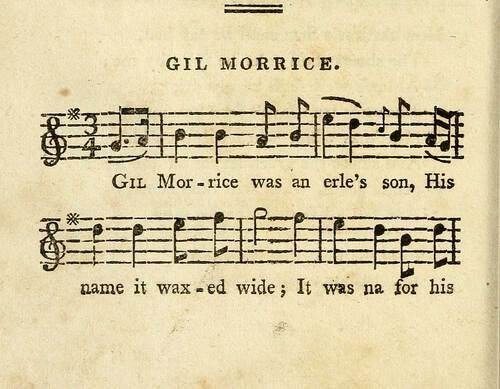 GIL MORRICE.
3
4
GIL Mor-rice was an erle's son, His
name it wax-ed wide; It was na for his